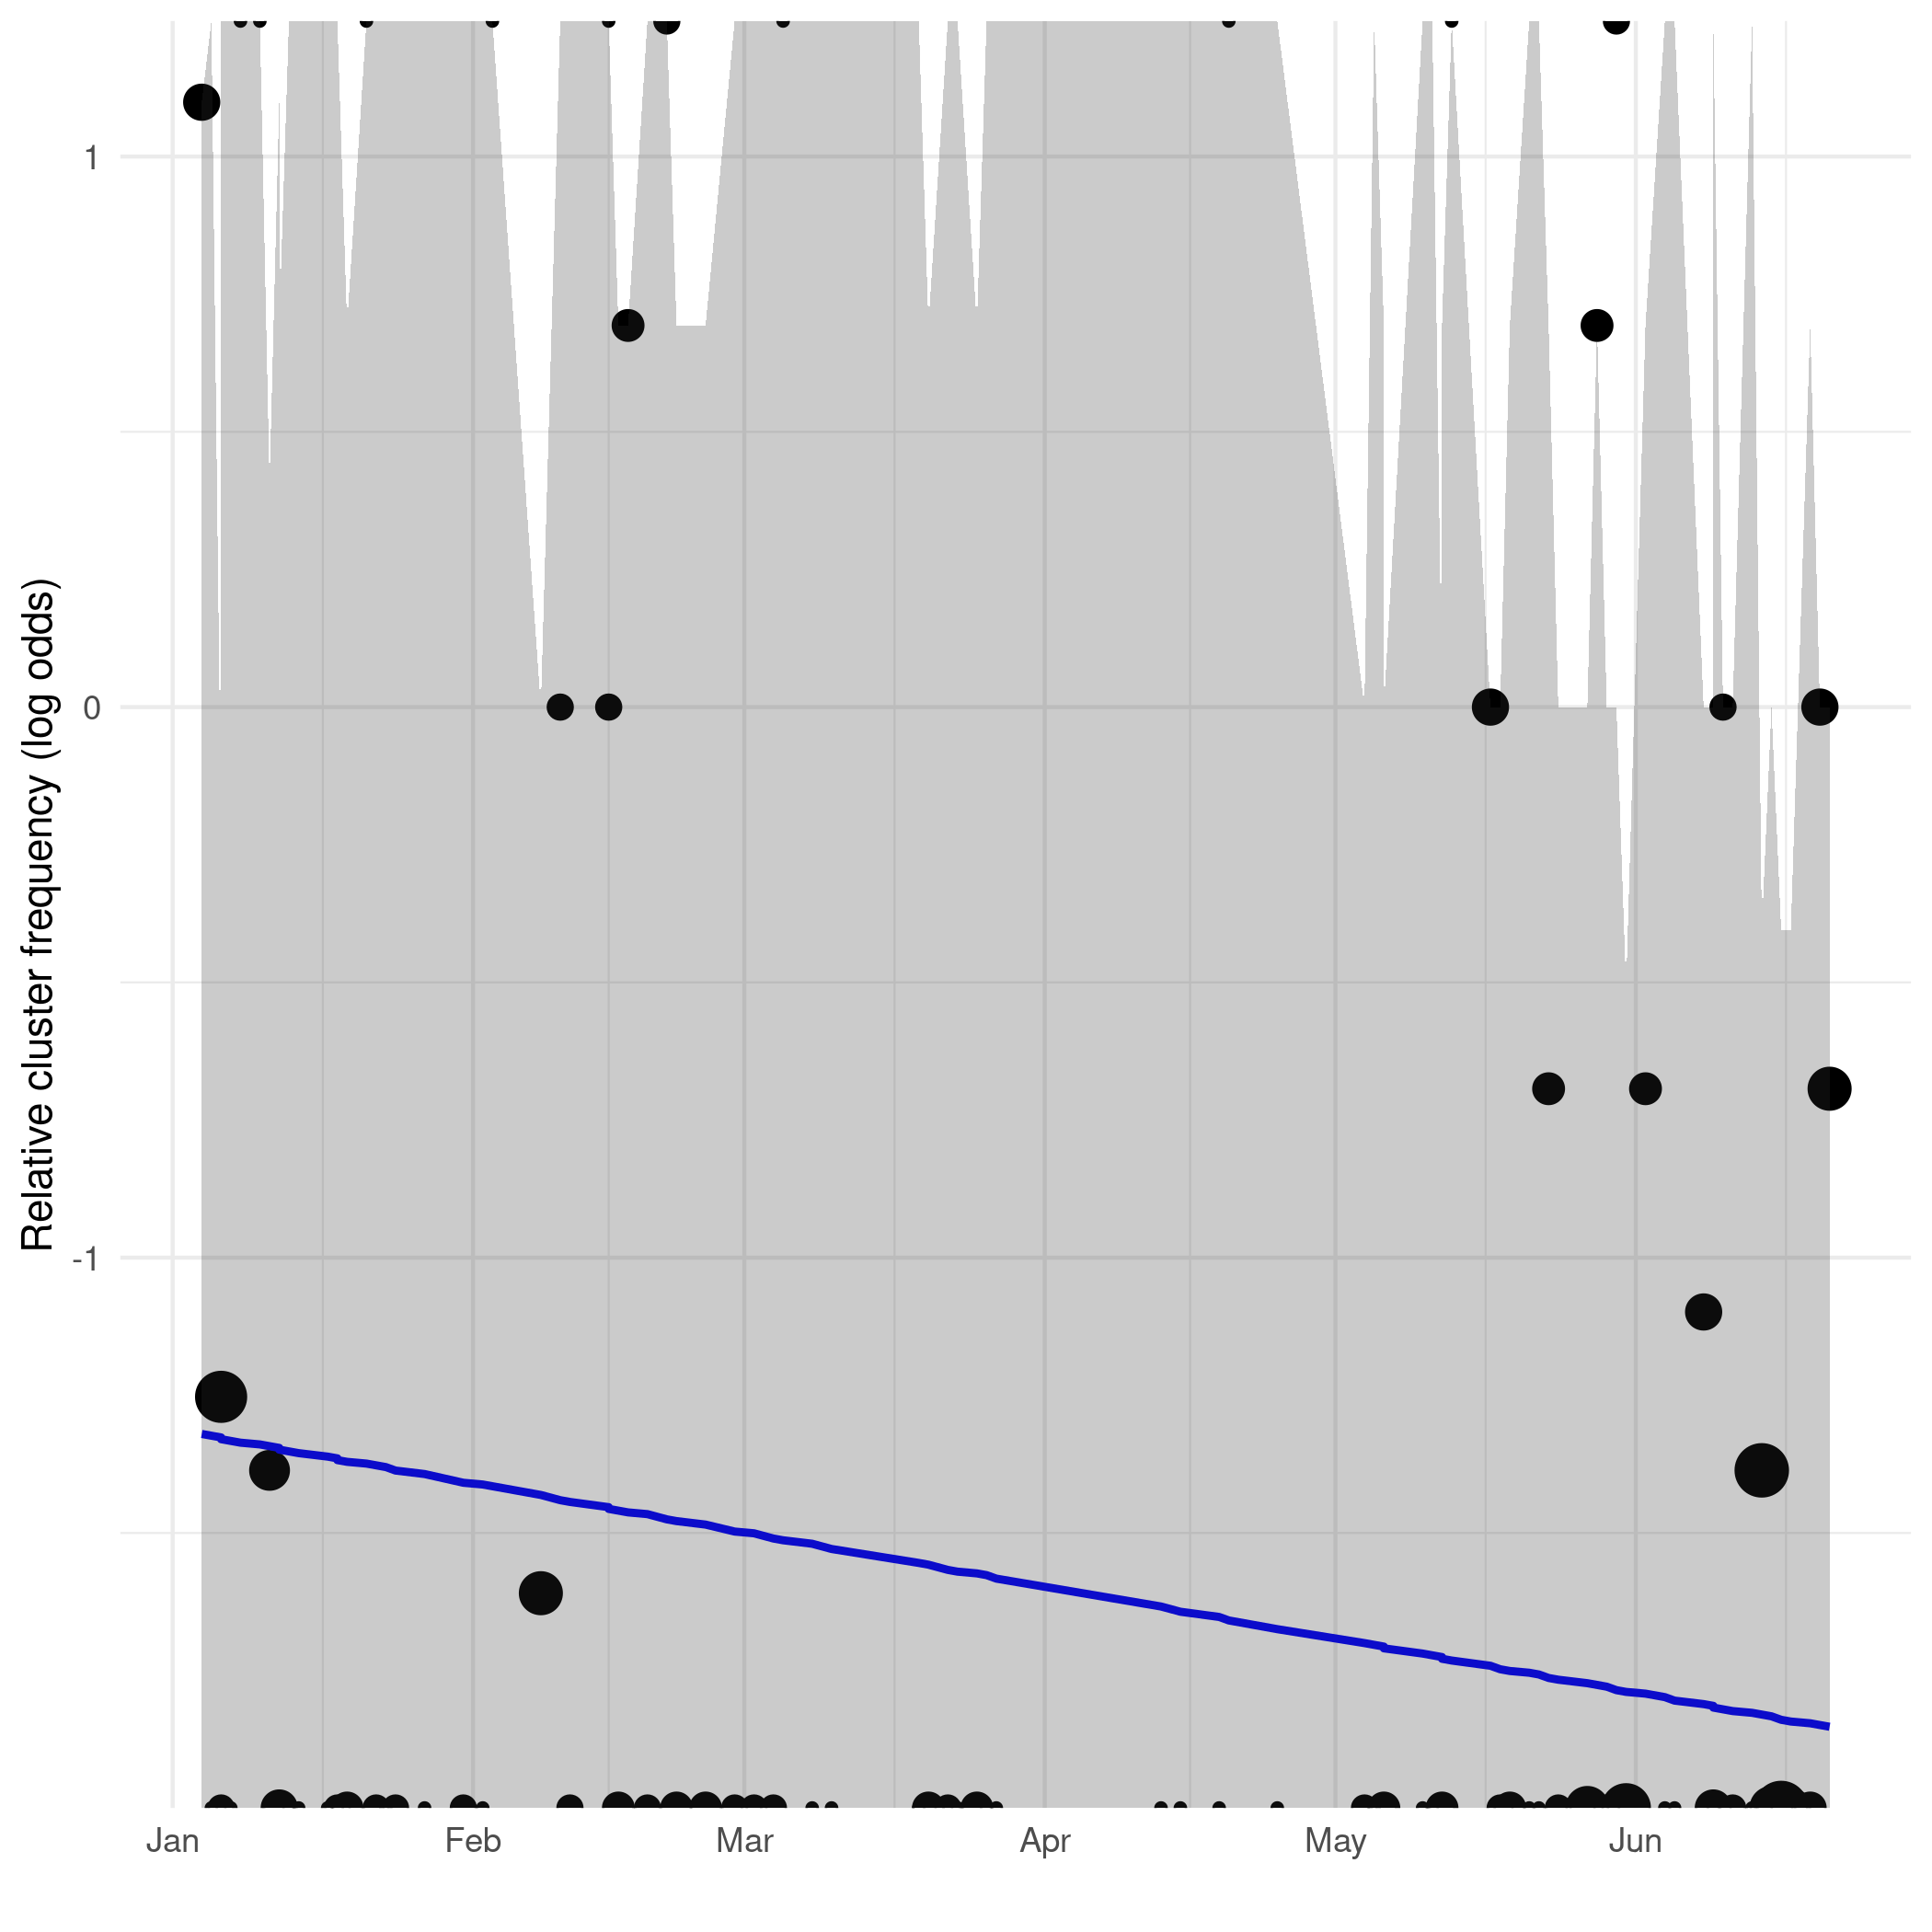 Relative cluster frequency (log odds)
1
0
-1
Jan Feb Mar Apr May Jun